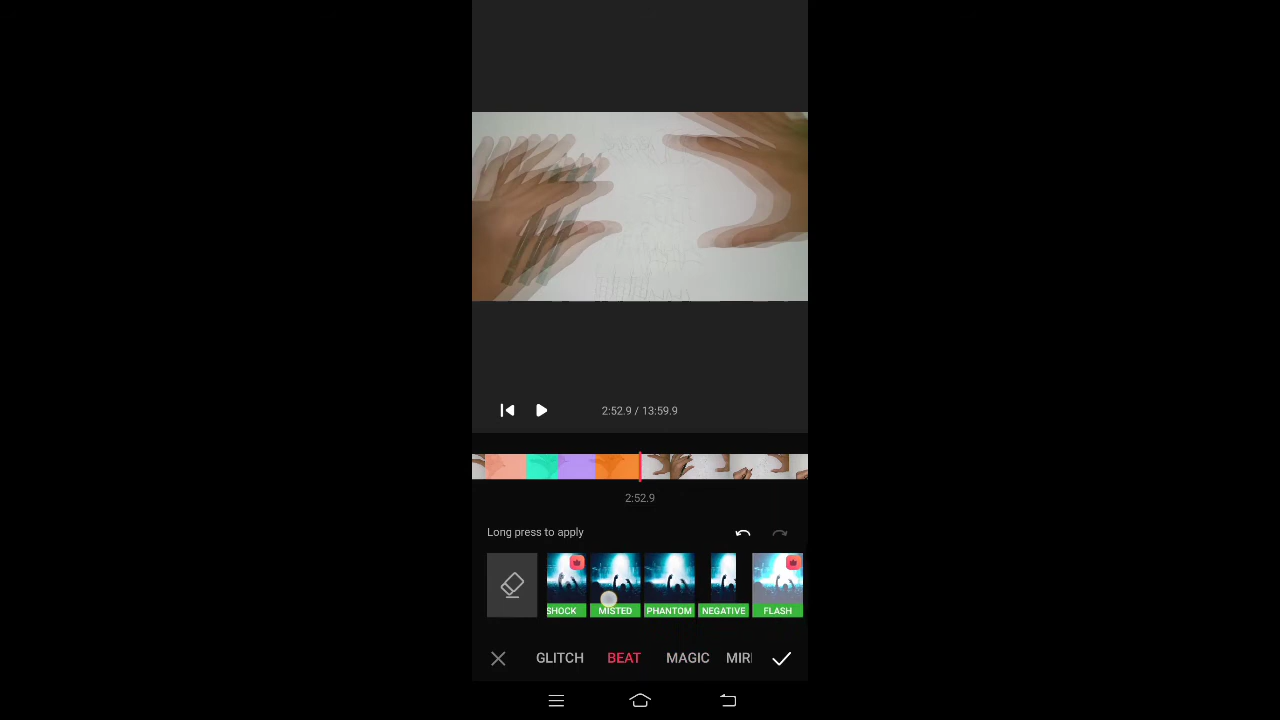 2:52.9 / 13:59.9
2:52.9
Long press to apply
SHOCK MISTED PHANTOM NEGATIVE FLASH
GLITCH BEAT MAGIC MIR